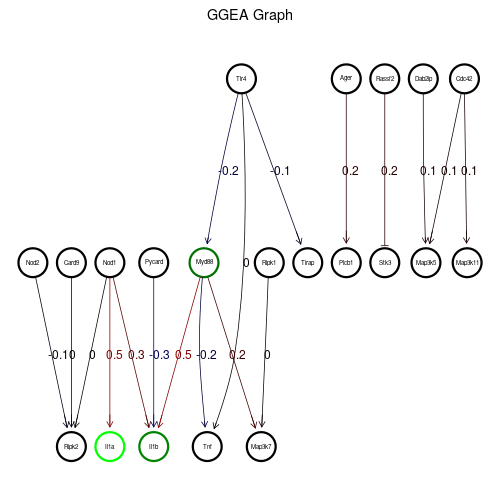 GGEA Graph
Tlr4 Ager Rassf2 Dab2ip Cdc42
-0.2 -0.1 0.2 0.2 0.1 0.1 0.1
Nod2 Card9 Nod1 Pycard Myd88 0 Ripk1 Tirap Plcb1 Stk3 Map3k5 Map3k11
-0.1 0 0 0.5 0.3 -0.3 0.5 -0.2 0.2 0
Ripk2 Il1a Il1b Tnf Map3k7